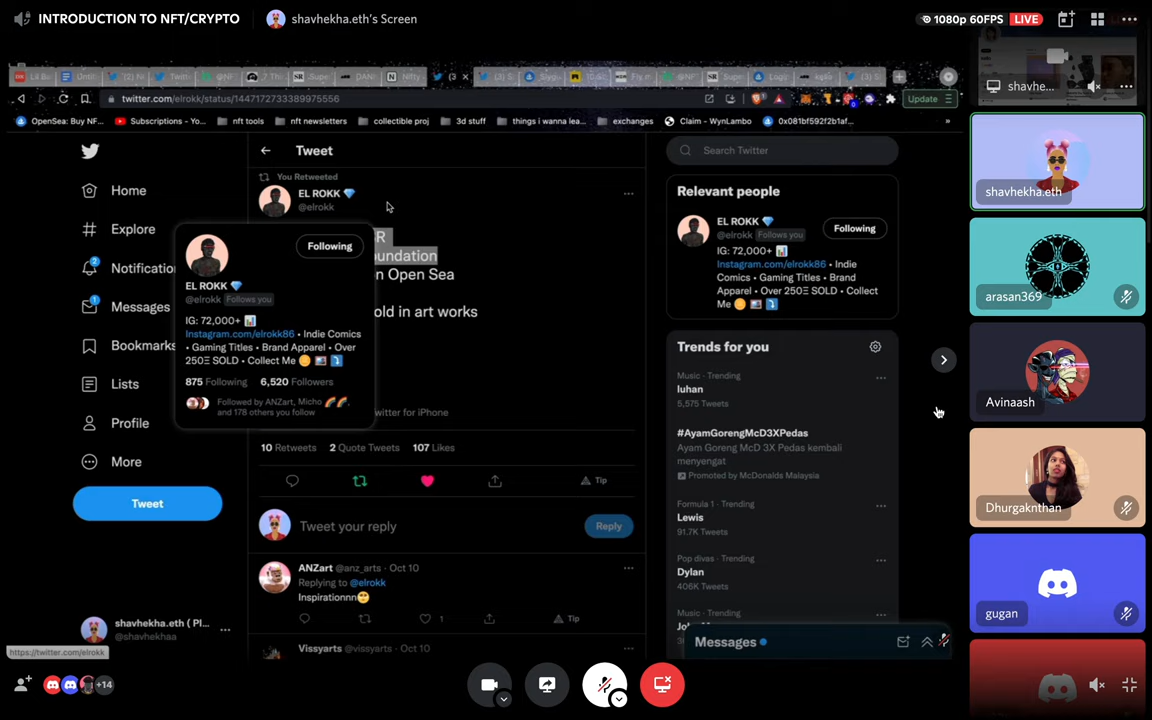 INTRODUCTION TO NFT/CRYPTO
shavhekha.eth's Screen
1080p 60FPS LIVE
shavhe...
twitter.com/elrokk/status/1447172733389975556
Update
OpenSea: Buy NF...
Subscriptions - Yo...
nft tools
nft newsletters
collectible proj
3d stuff
things i wanna lea...
exchanges
Claim - WynLambo
0x081bf592f2b1af...
»
Home
Explore
Notification
Messages
Bookmarks
Lists
Profile
More
Tweet
shavhekha.eth ( Pl...
@shavhekhaa
https://twitter.com/elrokk
Tweet
You Retweeted
EL ROKK 💎
@elrokk
R
oundation
n Open Sea
old in art works
witter for iPhone
EL ROKK 💎
@elrokk Follows you
Following
IG: 72,000+ 📊
Instagram.com/elrokk86 • Indie
Comics • Gaming Titles • Brand
Apparel • Over
250Ξ SOLD • Collect Me
875 Following 6,520 Followers
Followed by ANZart, Micho
and 178 others you follow
10 Retweets 2 Quote Tweets 107 Likes
Tip
Tweet your reply
Reply
ANZart @anz_arts · Oct 10
Replying to @elrokk
Inspirationnn
1
Tip
Vissyarts @vissyarts · Oct 10
Search Twitter
Relevant people
EL ROKK 💎
@elrokk Follows you
Following
IG: 72,000+ 📊
Instagram.com/elrokk86 • Indie
Comics • Gaming Titles • Brand
Apparel • Over 250Ξ SOLD • Collect
Me
Trends for you
Music · Trending
luhan
5,575 Tweets
#AyamGorengMcD3XPedas
Ayam Goreng McD 3X Pedas kembali
menyengat
Promoted by McDonalds Malaysia
Formula 1 · Trending
Lewis
91.7K Tweets
Pop divas · Trending
Dylan
406K Tweets
Music · Trending
Messages
shavhekha.eth
arasan369
Avinaash
Dhurgaknthan
gugan
+14